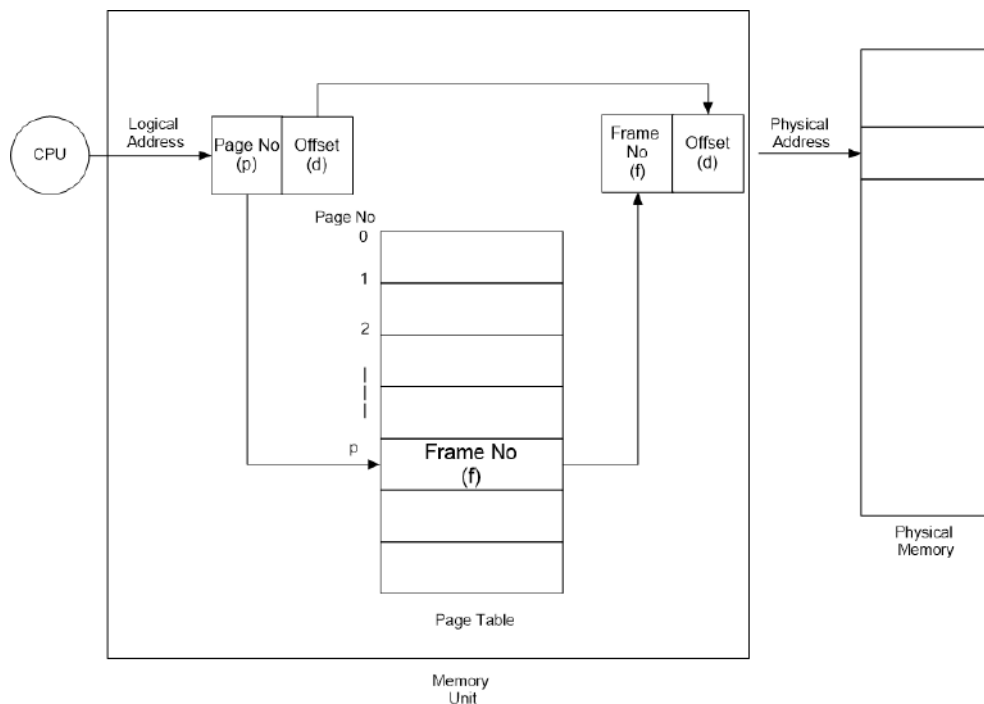 CPU
Logical
Address
Page No
(p)
Offset
(d)
Frame
No
(f)
Offset
(d)
Physical
Address
Page No
0
1
2
p
Frame No
(f)
Page Table
Physical
Memory
Memory
Unit